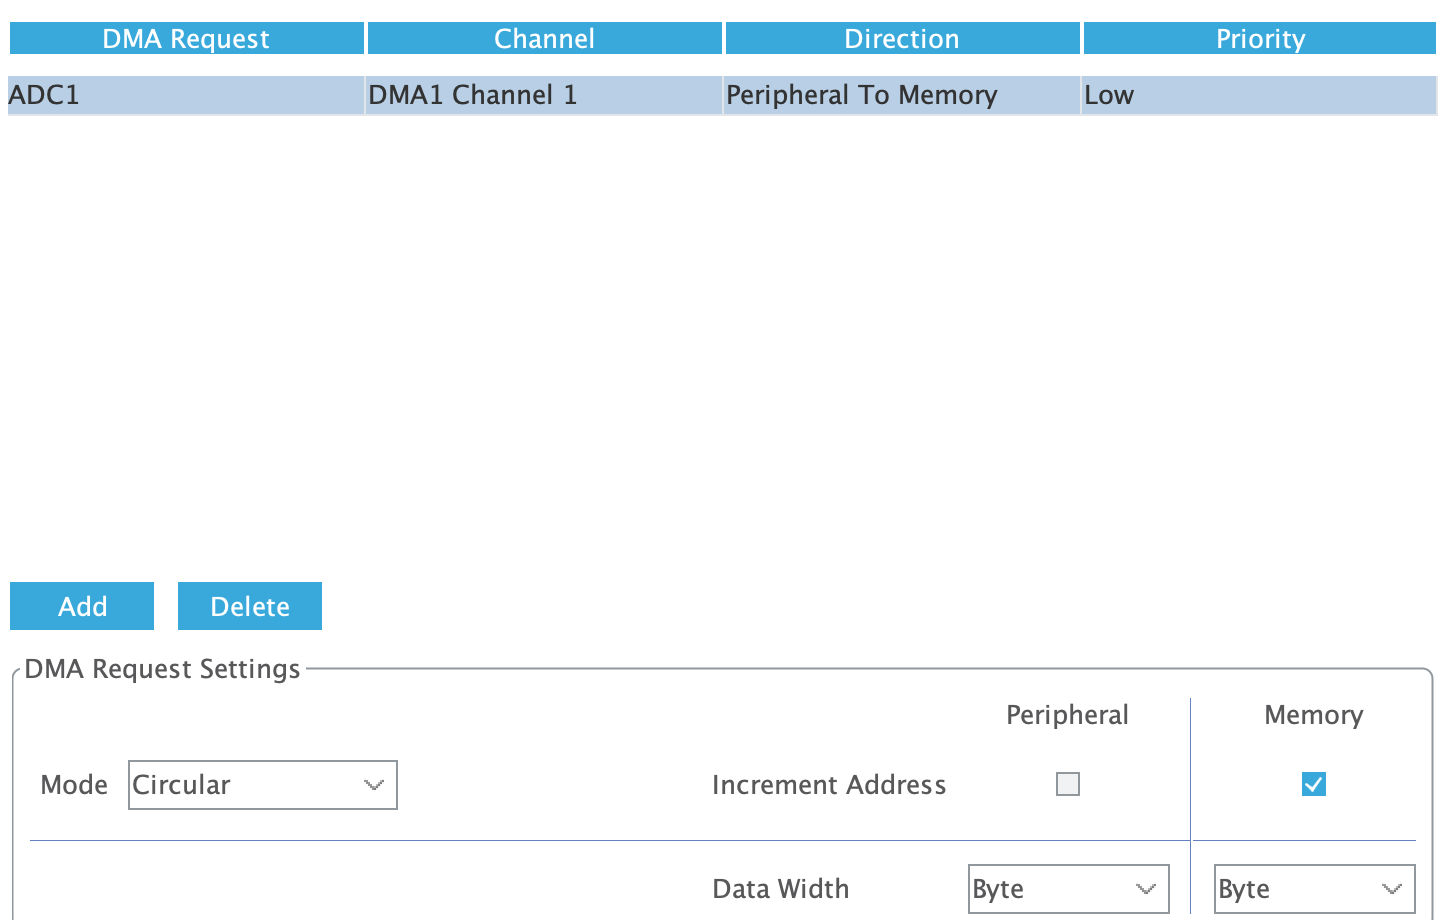 DMA Request Channel Direction Priority
ADC1 DMA1 Channel 1 Peripheral To Memory Low
Add Delete
DMA Request Settings
Peripheral Memory
Mode Circular Increment Address
Data Width Byte Byte